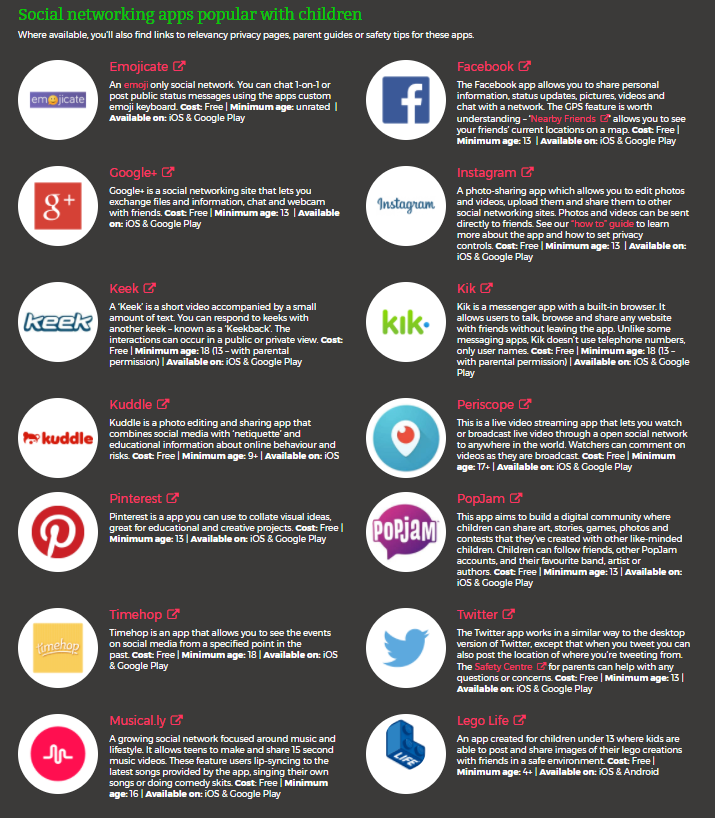 Social networking apps popular with children
Where available, you'll also find links to relevancy privacy pages, parent guides or safety tips for these apps.
emojicate
Emojicate
An emoji only social network. You can chat 1-on-1 or
post public status messages using the apps custom
emoji keyboard. Cost: Free | Minimum age: unrated |
Available on: iOS & Google Play
f
Facebook
The Facebook app allows you to share personal
information, status updates, pictures, videos and
chat with a network. The GPS feature is worth
understanding – 'Nearby Friends' allows you to see
your friends' current locations on a map. Cost: Free |
Minimum age: 13 | Available on: iOS & Google Play
g+
Google+
Google+ is a social networking site that lets you
exchange files and information, chat and webcam
with friends. Cost: Free | Minimum age: 13 | Available
on: iOS & Google Play
Instagram
Instagram
A photo-sharing app which allows you to edit photos
and videos, upload them and share them to other
social networking sites. Photos and videos can be sent
directly to friends. See our "how to" guide to learn
more about the app and how to set privacy
controls. Cost: Free | Minimum age: 13 | Available on:
iOS & Google Play
keek
Keek
A 'Keek' is a short video accompanied by a small
amount of text. You can respond to keeks with
another keek – known as a 'Keekback'. The
interactions can occur in a public or private view. Cost:
Free | Minimum age: 18 (13 – with parental
permission) | Available on: iOS & Google Play
kik·
Kik
Kik is a messenger app with a built-in browser. It
allows users to talk, browse and share any website
with friends without leaving the app. Unlike some
messaging apps, Kik doesn't use telephone numbers,
only user names. Cost: Free | Minimum age: 18 (13 –
with parental permission) | Available on: iOS & Google
Play
kuddle
Kuddle
Kuddle is a photo editing and sharing app that
combines social media with 'netiquette' and
educational information about online behaviour and
risks. Cost: Free | Minimum age: 9+ | Available on: iOS
Periscope
This is a live video streaming app that lets you watch
or broadcast live video through a open social network
to anywhere in the world. Watchers can comment on
videos as they are broadcast. Cost: Free | Minimum
age: 17+ | Available on: iOS & Google Play
Pinterest
Pinterest is a app you can use to collate visual ideas,
great for educational and creative projects. Cost: Free |
Minimum age: 13 | Available on: iOS & Google Play
POPJAM
PopJam
This app aims to build a digital community where
children can share art, stories, games, photos and
contests that they've created with other like-minded
children. Children can follow friends, other PopJam
accounts, and their favourite band, artist or
authors. Cost: Free | Minimum age: 13 | Available on:
iOS & Google Play
timehop
Timehop
Timehop is an app that allows you to see the events
on social media from a specified point in the
past. Cost: Free | Minimum age: 18 | Available on: iOS
& Google Play
Twitter
The Twitter app works in a similar way to the desktop
version of Twitter, except that when you tweet you can
also post the location of where you're tweeting from.
The Safety Centre for parents can help with any
questions or concerns. Cost: Free | Minimum age: 13 |
Available on: iOS & Google Play
Musical.ly
A growing social network focused around music and
lifestyle. It allows teens to make and share 15 second
music videos. These feature users lip-syncing to the
latest songs provided by the app, singing their own
songs or doing comedy skits. Cost: Free | Minimum
age: 16 | Available on: iOS & Google Play
LIFE
Lego Life
An app created for children under 13 where kids are
able to post and share images of their lego creations
with friends in a safe environment. Cost: Free |
Minimum age: 4+ | Available on: iOS & Android